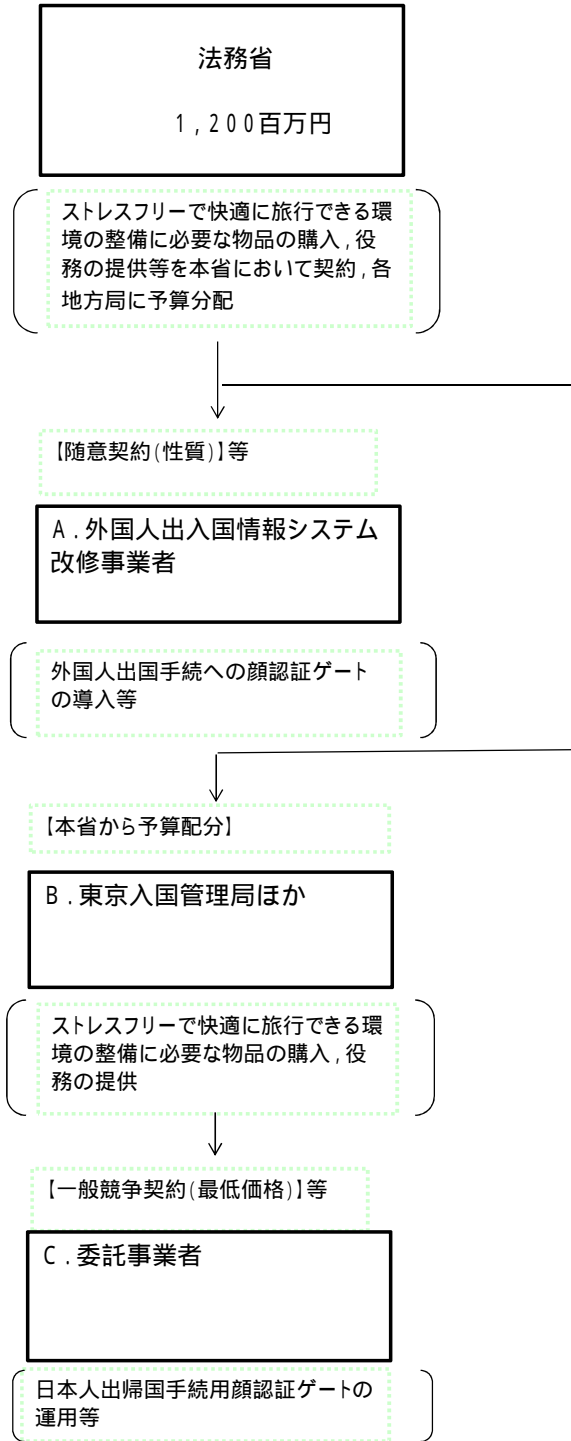 法務省
1,200百万円
ストレスフリーで快適に旅行できる環
境の整備に必要な物品の購入,役
務の提供等を本省において契約,各
地方局に予算分配
【随意契約(性質)】等
A.外国人出入国情報システム
改修事業者
外国人出国手続への顔認証ゲート
の導入等
【本省から予算配分】
B.東京入国管理局ほか
ストレスフリーで快適に旅行できる環
境の整備に必要な物品の購入,役
務の提供
【一般競争契約(最低価格)】等
C.委託事業者
日本人出帰国手続用顔認証ゲートの
運用等